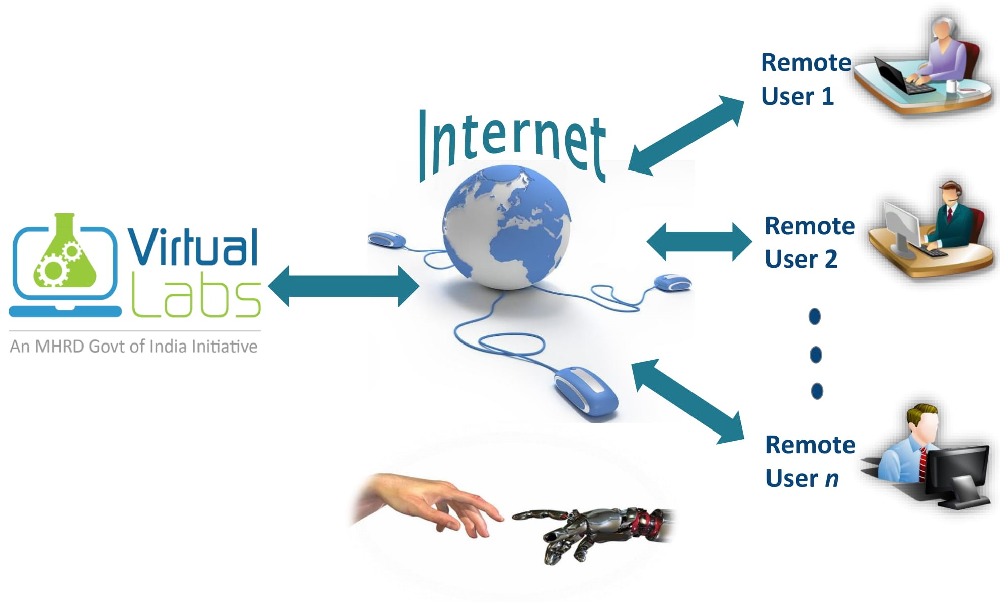 Virtual
Labs
An MHRD Govt of India Initiative
Internet
Remote
User 1
Remote
User 2
Remote
User n